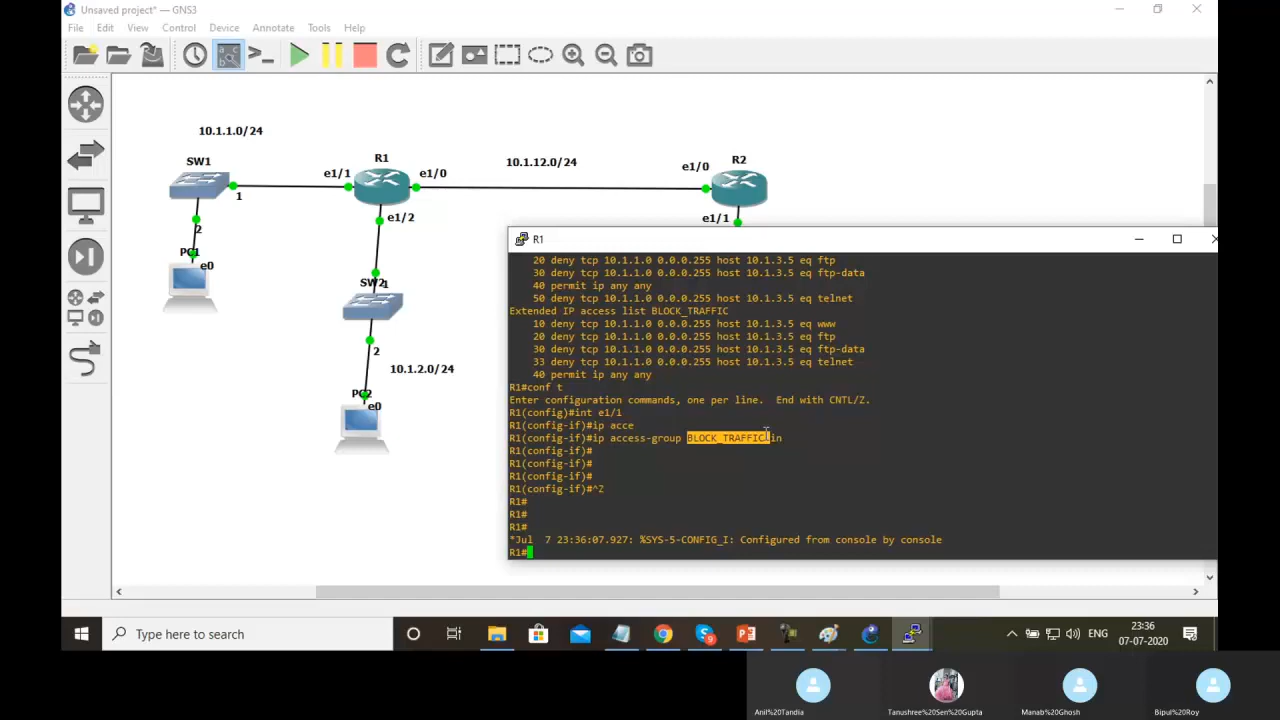 Unsaved project* — GNS3
File Edit View Control Device Annotate Tools Help
10.1.1.0/24
SW1
R1
10.1.12.0/24
R2
e1/1
e1/0
e1/0
1
e1/2
e1/1
2
PC1
e0
SW2
1
2
10.1.2.0/24
PC2
e0
R1
20 deny tcp 10.1.1.0 0.0.0.255 host 10.1.3.5 eq ftp
30 deny tcp 10.1.1.0 0.0.0.255 host 10.1.3.5 eq ftp-data
40 permit ip any any
50 deny tcp 10.1.1.0 0.0.0.255 host 10.1.3.5 eq telnet
Extended IP access list BLOCK_TRAFFIC
10 deny tcp 10.1.1.0 0.0.0.255 host 10.1.3.5 eq www
20 deny tcp 10.1.1.0 0.0.0.255 host 10.1.3.5 eq ftp
30 deny tcp 10.1.1.0 0.0.0.255 host 10.1.3.5 eq ftp-data
33 deny tcp 10.1.1.0 0.0.0.255 host 10.1.3.5 eq telnet
40 permit ip any any
R1#conf t
Enter configuration commands, one per line. End with CNTL/Z.
R1(config)#int e1/1
R1(config-if)#ip acce
R1(config-if)#ip access-group BLOCK_TRAFFIC in
R1(config-if)#
R1(config-if)#
R1(config-if)#
R1(config-if)#^Z
R1#
R1#
R1#
*Jul 7 23:36:07.927: %SYS-5-CONFIG_I: Configured from console by console
R1#
Type here to search
ENG
23:36
07-07-2020
Anil%20Tandia
Tanushree%20Sen%20Gupta
Manab%20Ghosh
Bipul%20Roy